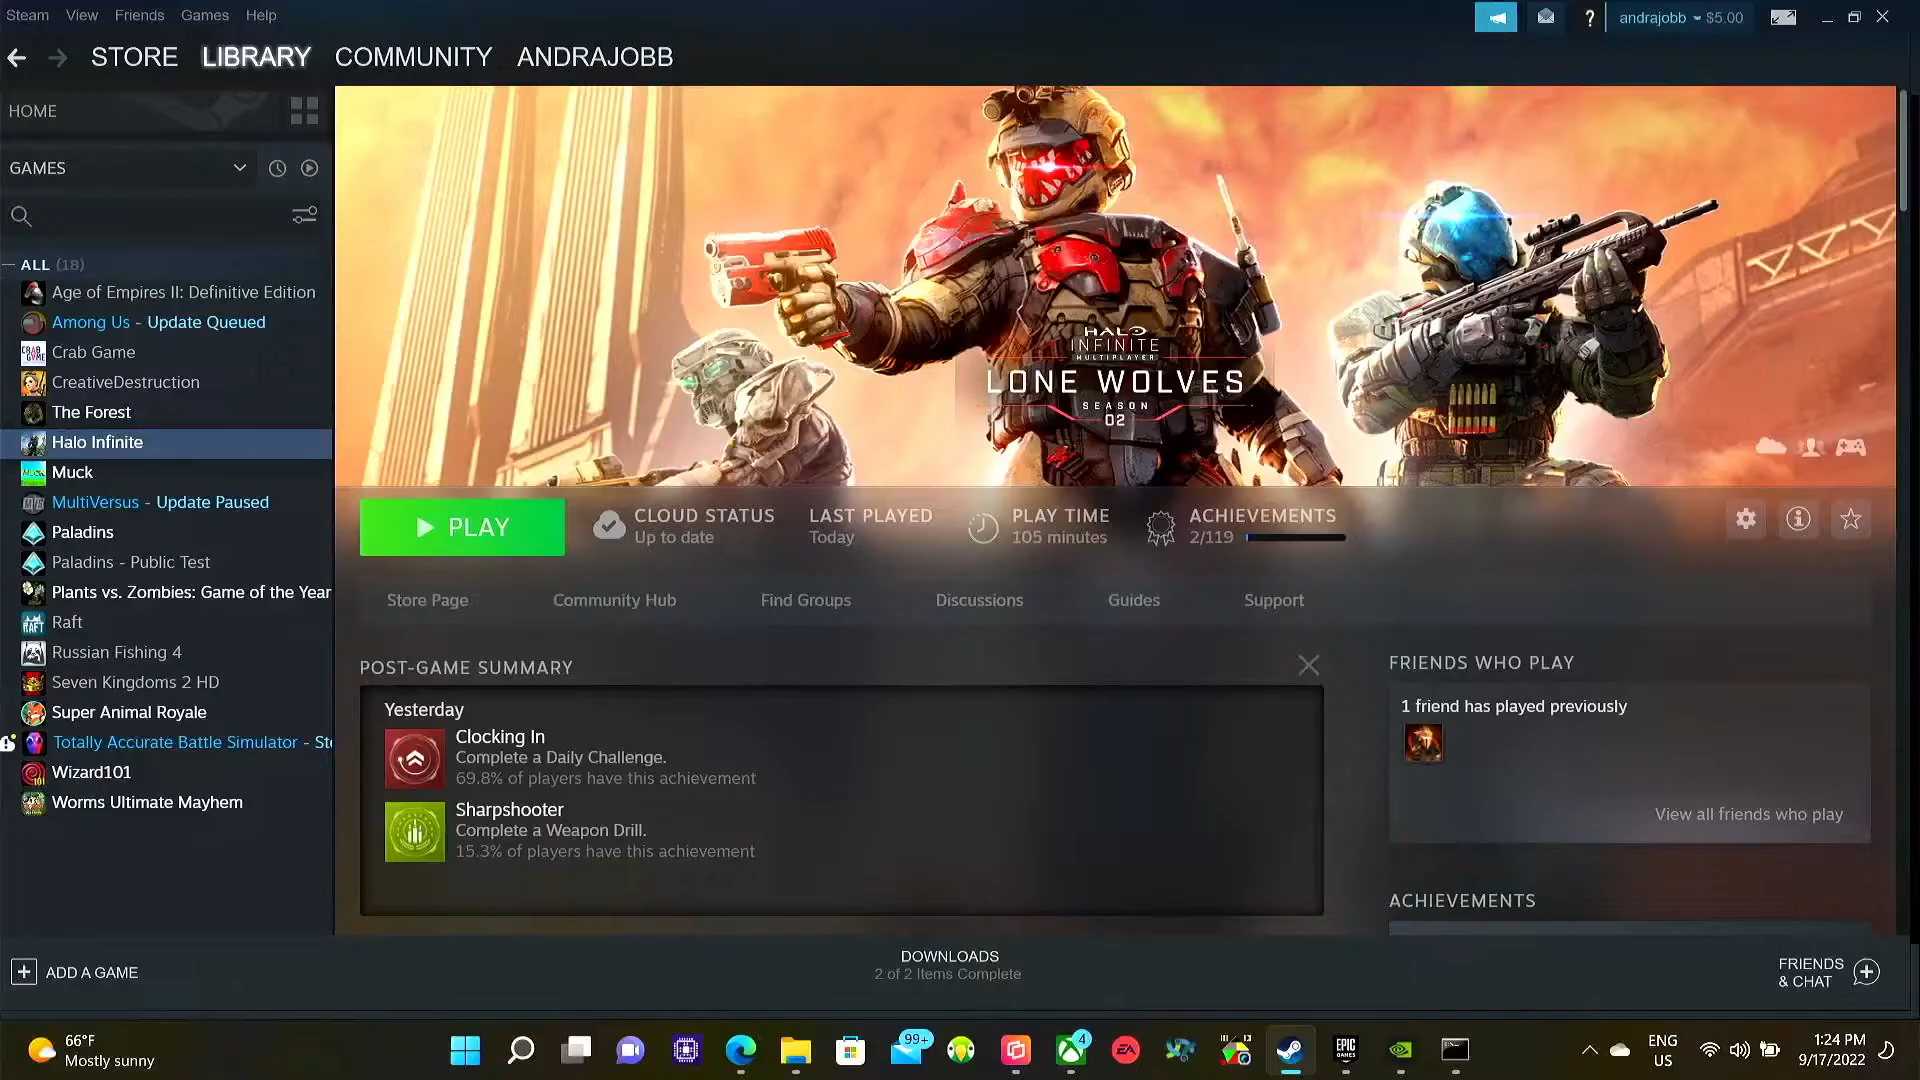 Steam View Friends Games Help
andrajobb $5.00
STORE LIBRARY COMMUNITY ANDRAJOBB
HOME
GAMES
ALL (18)
Age of Empires II: Definitive Edition
Among Us - Update Queued
Crab Game
CreativeDestruction
The Forest
Halo Infinite
Muck
MultiVersus - Update Paused
Paladins
Paladins - Public Test
Plants vs. Zombies: Game of the Year
Raft
Russian Fishing 4
Seven Kingdoms 2 HD
Super Animal Royale
Totally Accurate Battle Simulator - Sto
Wizard101
Worms Ultimate Mayhem
ADD A GAME
HALO
INFINITE
MULTIPLAYER
LONE WOLVES
SEASON
02
PLAY
CLOUD STATUS
Up to date
LAST PLAYED
Today
PLAY TIME
105 minutes
ACHIEVEMENTS
2/119
Store Page Community Hub Find Groups Discussions Guides Support
POST-GAME SUMMARY
Yesterday
Clocking In
Complete a Daily Challenge.
69.8% of players have this achievement
Sharpshooter
Complete a Weapon Drill.
15.3% of players have this achievement
FRIENDS WHO PLAY
1 friend has played previously
View all friends who play
ACHIEVEMENTS
DOWNLOADS
2 of 2 Items Complete
FRIENDS
& CHAT
66°F
Mostly sunny
99+
4
EA
EPIC
GAMES
ENG
US
1:24 PM
9/17/2022